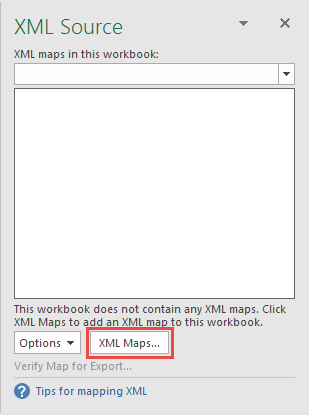 XML Source
XML maps in this workbook:
This workbook does not contain any XML maps. Click
XML Maps to add an XML map to this workbook.
Options
XML Maps...
Verify Map for Export...
? Tips for mapping XML